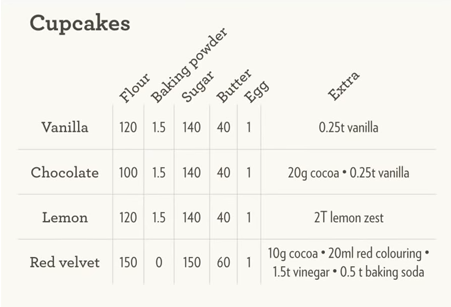 Cupcakes
Flour Baking powder Sugar Butter Egg Extra
Vanilla 120 1.5 140 40 1 0.25t vanilla
Chocolate 100 1.5 140 40 1 20g cocoa • 0.25t vanilla
Lemon 120 1.5 140 40 1 2T lemon zest
Red velvet 150 0 150 60 1 10g cocoa • 20ml red colouring •
1.5t vinegar • 0.5 t baking soda